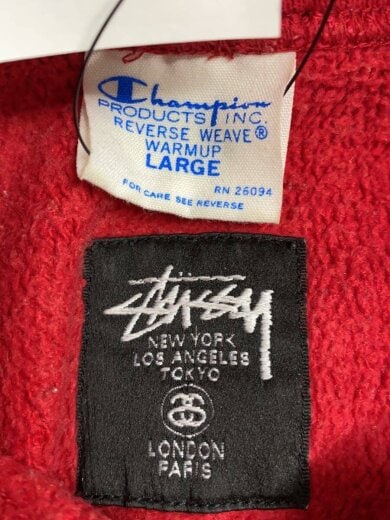 Champion
PRODUCTS INC.
REVERSE WEAVE®
WARMUP
LARGE
FOR CARE SEE REVERSE
RN 26094
STÜSSY
NEW YORK
LOS ANGELES
TOKYO
LONDON
PARIS